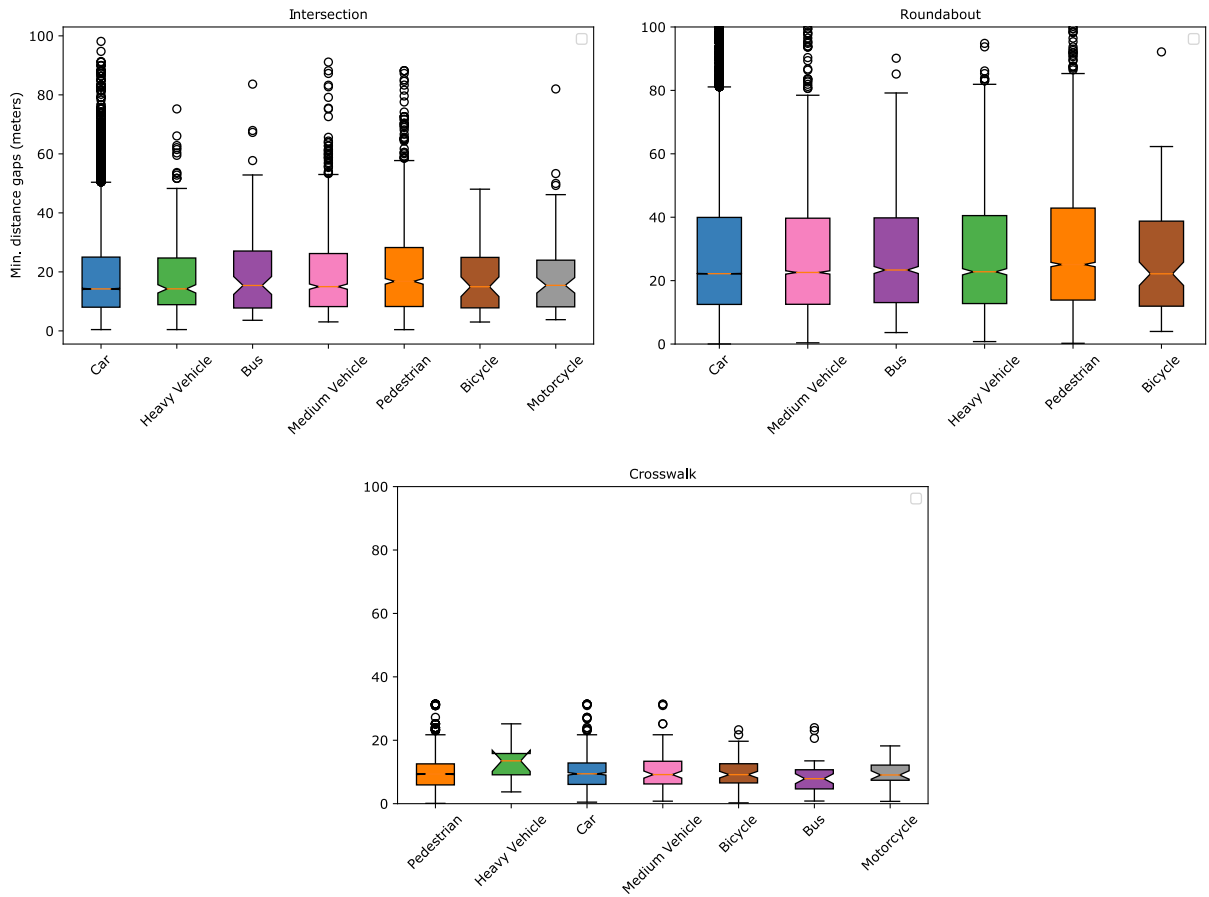 Intersection
Min. distance gaps (meters)
100
80
60
40
20
0
Car
Heavy Vehicle
Bus
Medium Vehicle
Pedestrian
Bicycle
Motorcycle
Roundabout
100
80
60
40
20
0
Car
Medium Vehicle
Bus
Heavy Vehicle
Pedestrian
Bicycle
Crosswalk
100
80
60
40
20
0
Pedestrian
Heavy Vehicle
Car
Medium Vehicle
Bicycle
Bus
Motorcycle